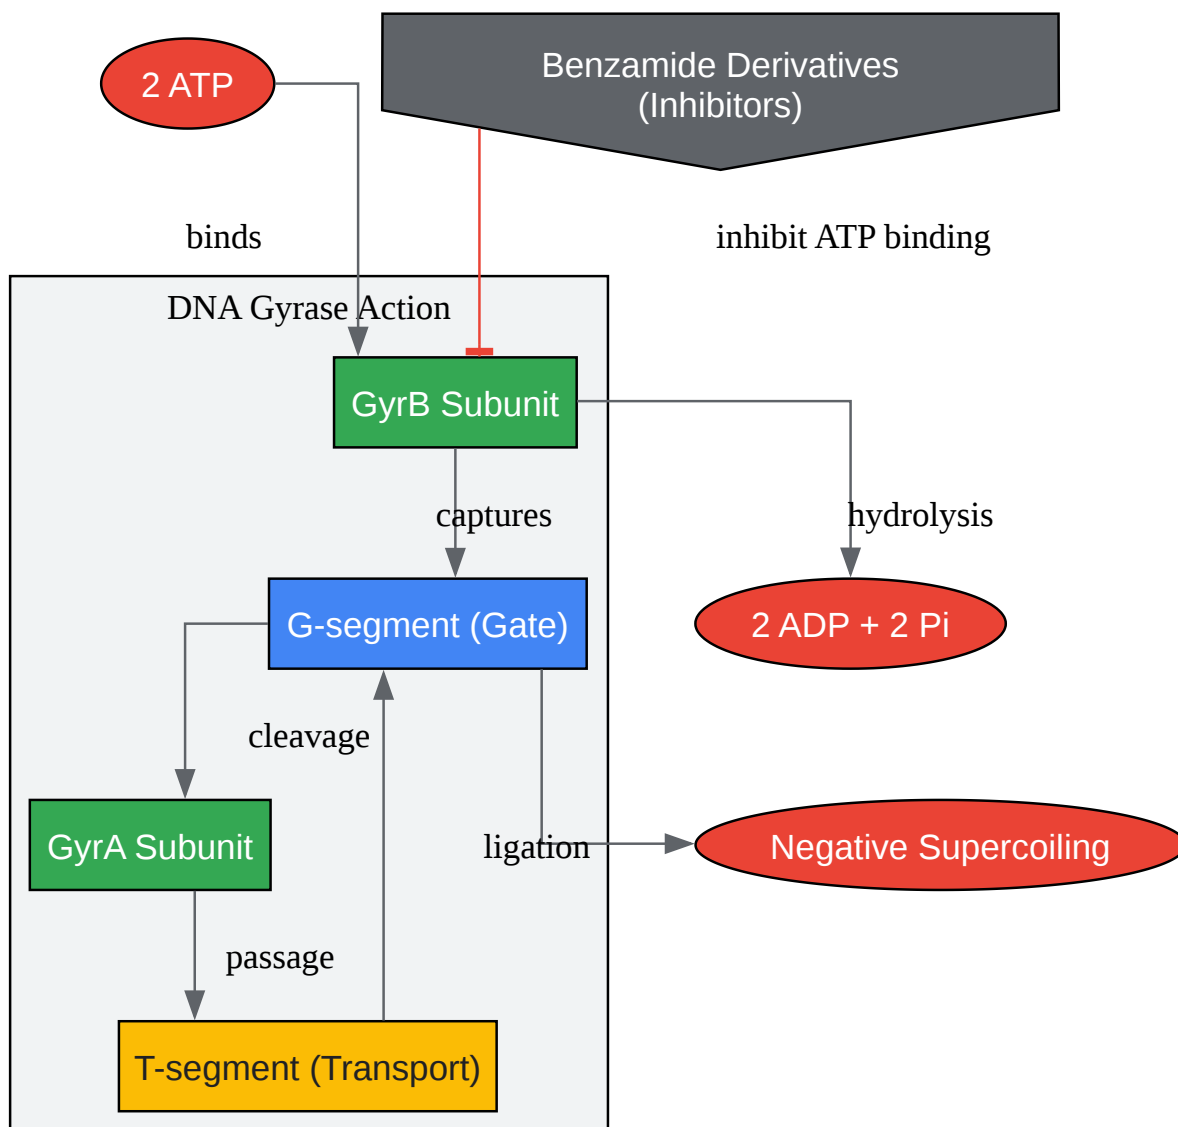 2 ATP
Benzamide Derivatives
(Inhibitors)
binds
inhibit ATP binding
DNA Gyrase Action
GyrB Subunit
captures
hydrolysis
G-segment (Gate)
2 ADP + 2 Pi
cleavage
GyrA Subunit
ligation
Negative Supercoiling
passage
T-segment (Transport)